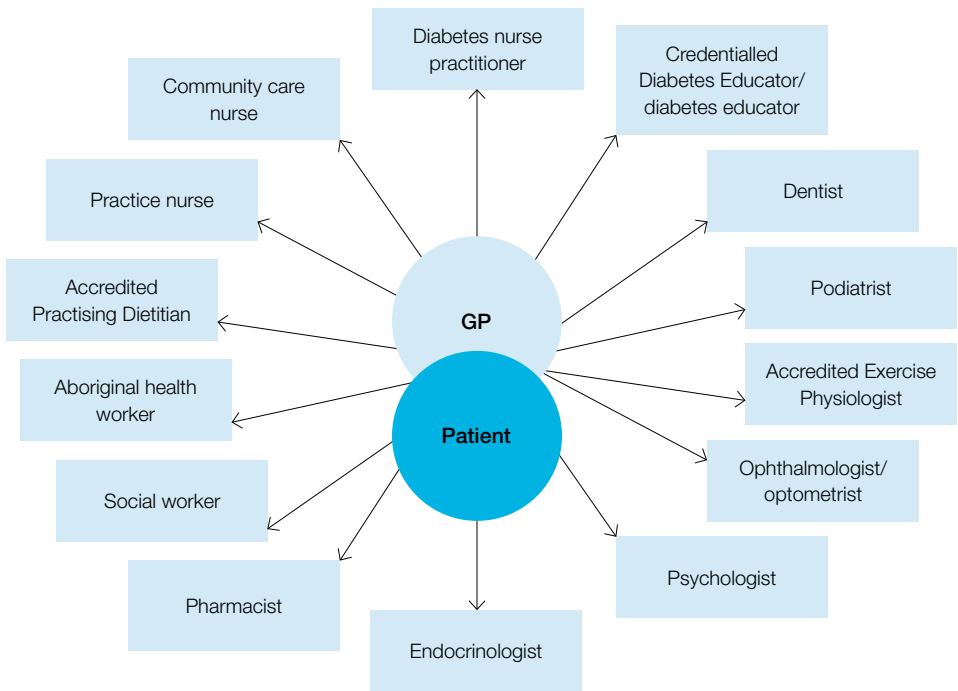 Diabetes nurse
practitioner
Credentialled
Diabetes Educator/
diabetes educator
Community care
nurse
Dentist
Practice nurse
Podiatrist
Accredited
Practising Dietitian
GP
Accredited Exercise
Physiologist
Aboriginal health
worker
Patient
Ophthalmologist/
optometrist
Social worker
Psychologist
Pharmacist
Endocrinologist